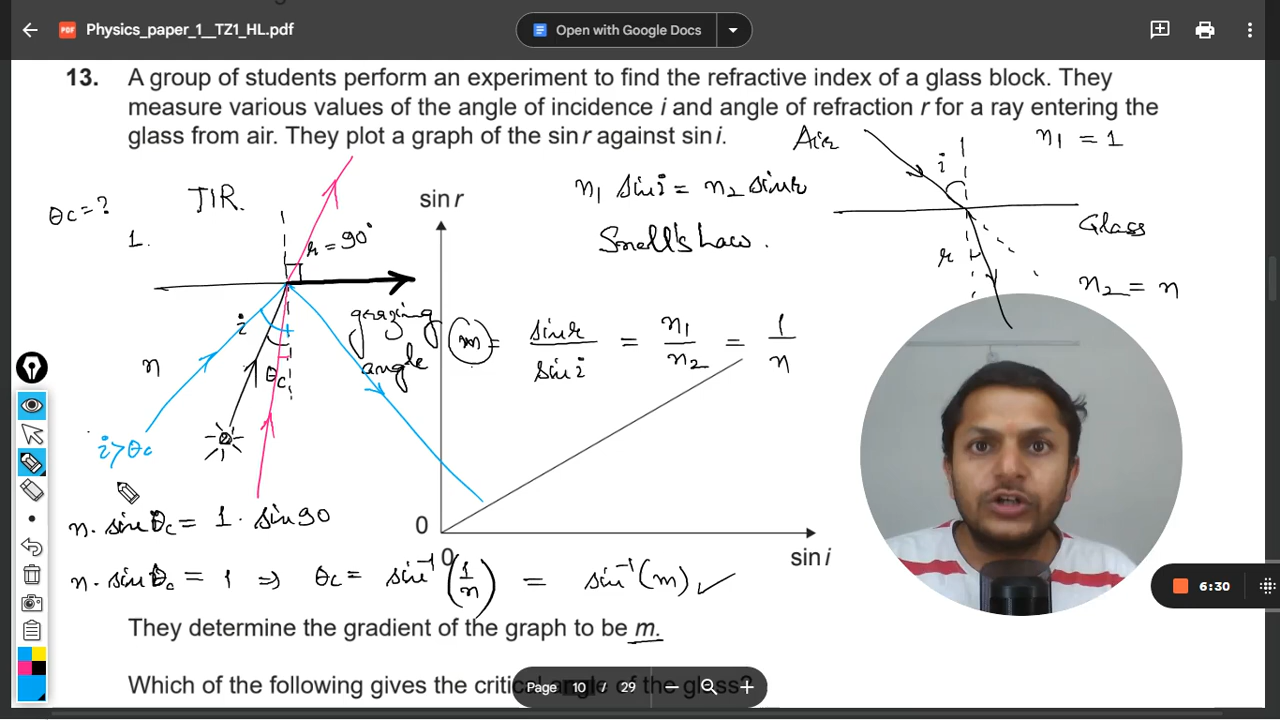 Physics_paper_1__TZ1_HL.pdf
Open with Google Docs
13. A group of students perform an experiment to find the refractive index of a glass block. They
measure various values of the angle of incidence i and angle of refraction r for a ray entering the
glass from air. They plot a graph of the sin r against sin i.
Air
n₁ = 1
i
θc = ?
TIR.
n₁ sin i = n₂ sin r
sin r
1.
r = 90°
Snell's Law.
Glass
r
n₂ = n
i
grazing
angle
m = sin r / sin i = n₁ / n₂ = 1 / n
n
θc
i > θc
n. sin θc = 1. sin 90
0
0
sin i
n. sin θc = 1 ⇒ θc = sin⁻¹(1/n) = sin⁻¹(m) ✓
6:30
They determine the gradient of the graph to be m.
Which of the following gives the critical angle of the glass?
Page 10 / 29